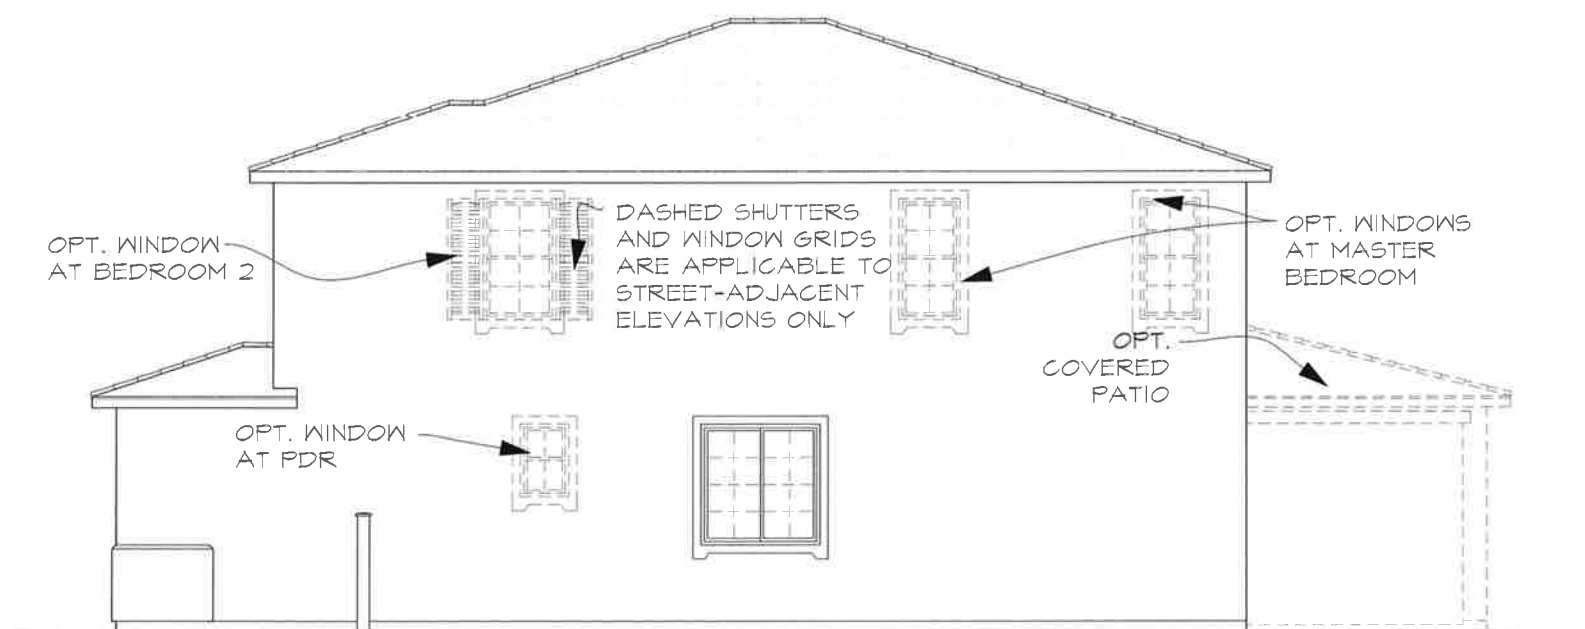 OPT. WINDOW
AT BEDROOM 2
DASHED SHUTTERS
AND WINDOW GRIDS
ARE APPLICABLE TO
STREET-ADJACENT
ELEVATIONS ONLY
OPT. WINDOWS
AT MASTER
BEDROOM
OPT.
COVERED
PATIO
OPT. WINDOW
AT PDR